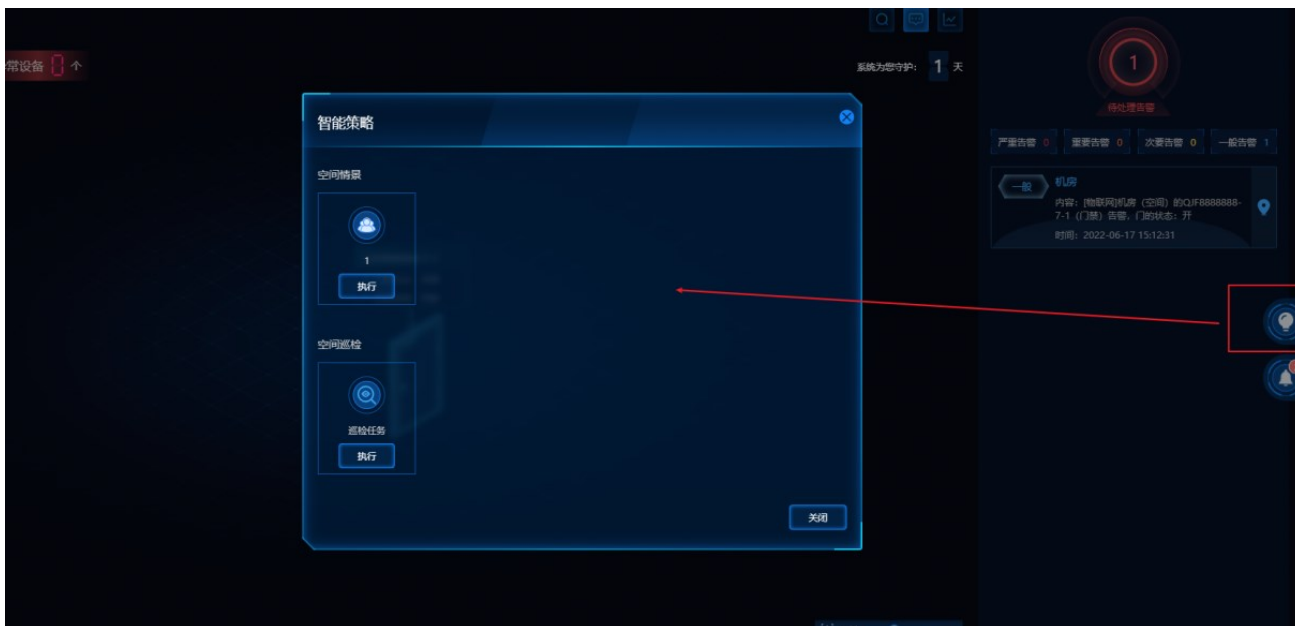 常设备 0 个
系统为您守护: 1 天
1
待处理告警
严重告警 0 重要告警 0 次要告警 0 一般告警 1
一般 机房
内容: [物联网]机房 (空间) 的QJF8888888-
7-1 (门禁) 告警, 门的状态: 开
时间: 2022-06-17 15:12:31
智能策略
空间情景
1
执行
空间巡检
巡检任务
执行
关闭